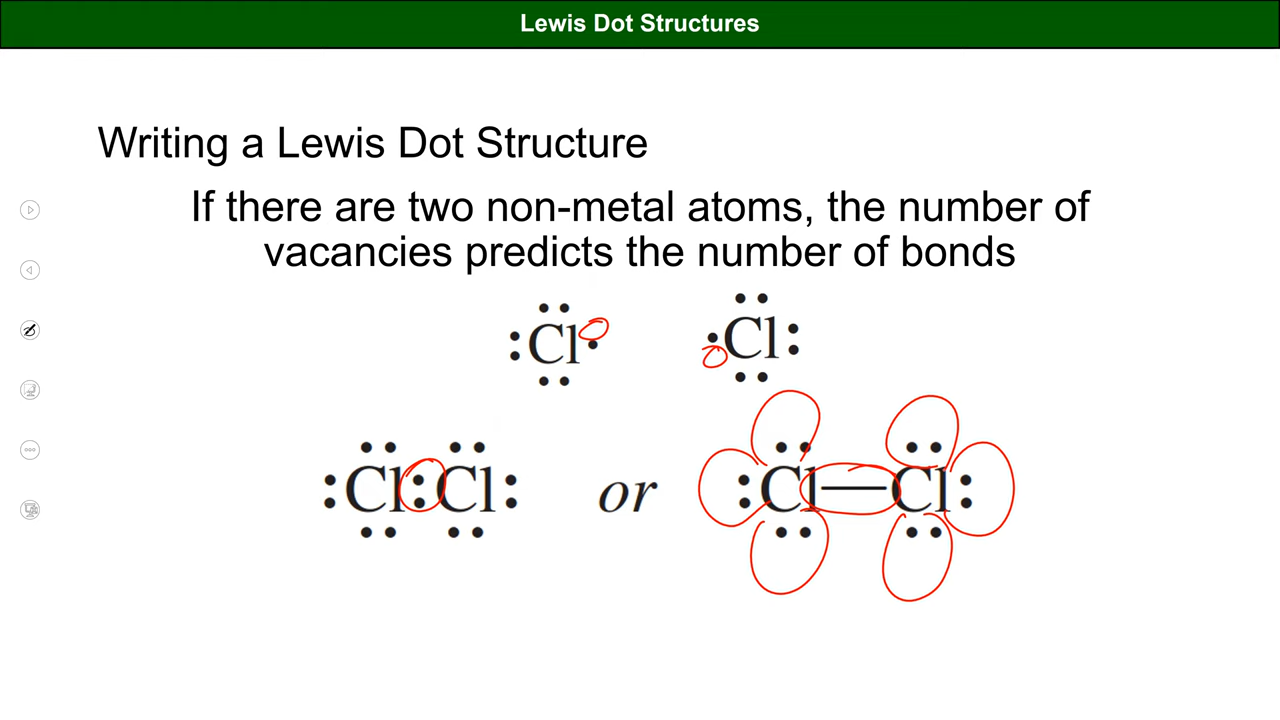 Lewis Dot Structures
Writing a Lewis Dot Structure
If there are two non-metal atoms, the number of
vacancies predicts the number of bonds
Cl Cl
Cl Cl or Cl Cl